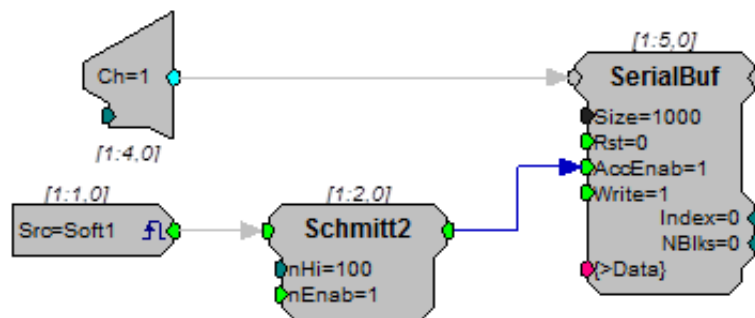 [1:5,0]
Ch=1
SerialBuf
Size=1000
Rst=0
[1:4,0]
AccEnab=1
[1:1,0]
[1:2,0]
Write=1
Src=Soft1
Schmitt2
Index=0
NBlks=0
nHi=100
{>Data}
nEnab=1